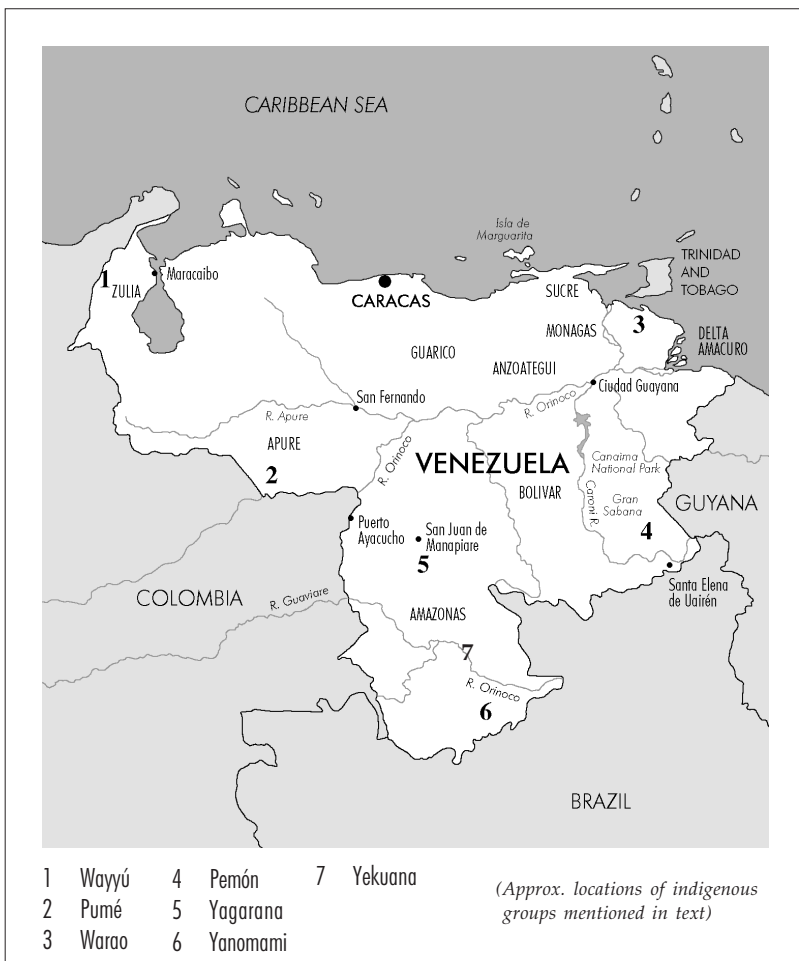 CARIBBEAN SEA
Isla de
Marguarita
TRINIDAD
AND
TOBAGO
1
ZULIA
Maracaibo
CARACAS
SUCRE
MONAGAS
3
DELTA
AMACURO
GUARICO
ANZOATEGUI
San Fernando
R. Orinoco
Ciudad Guayana
R. Apure
APURE
2
R. Orinoco
VENEZUELA
BOLIVAR
Canaima
National Park
Gran
Sabana
Caroni R.
4
GUYANA
Puerto
Ayacucho
San Juan de
Manapiare
5
Santa Elena
de Uairén
COLOMBIA
R. Guaviare
AMAZONAS
7
R. Orinoco
6
BRAZIL
1 Wayyú 4 Pemón 7 Yekuana
2 Pumé 5 Yagarana
3 Warao 6 Yanomami
(Approx. locations of indigenous
groups mentioned in text)